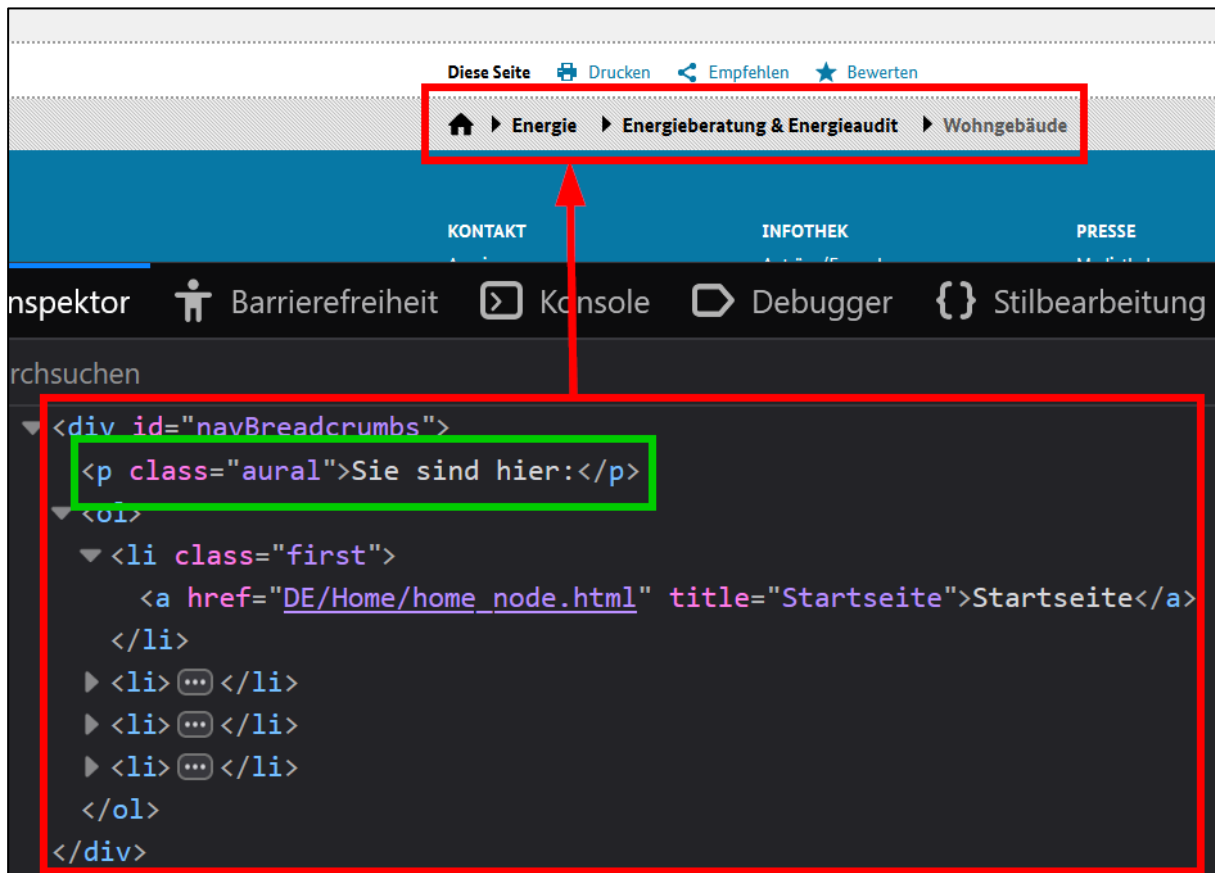 Diese Seite Drucken Empfehlen Bewerten
Energie Energieberatung & Energieaudit Wohngebäude
KONTAKT INFOTHEK PRESSE
nspektor Barrierefreiheit Konsole Debugger {} Stilbearbeitung
rchsuchen
<div id="navBreadcrumbs">
<p class="aural">Sie sind hier:</p>
<ol>
<li class="first">
<a href="DE/Home/home_node.html" title="Startseite">Startseite</a>
</li>
<li>...</li>
<li>...</li>
<li>...</li>
</ol>
</div>